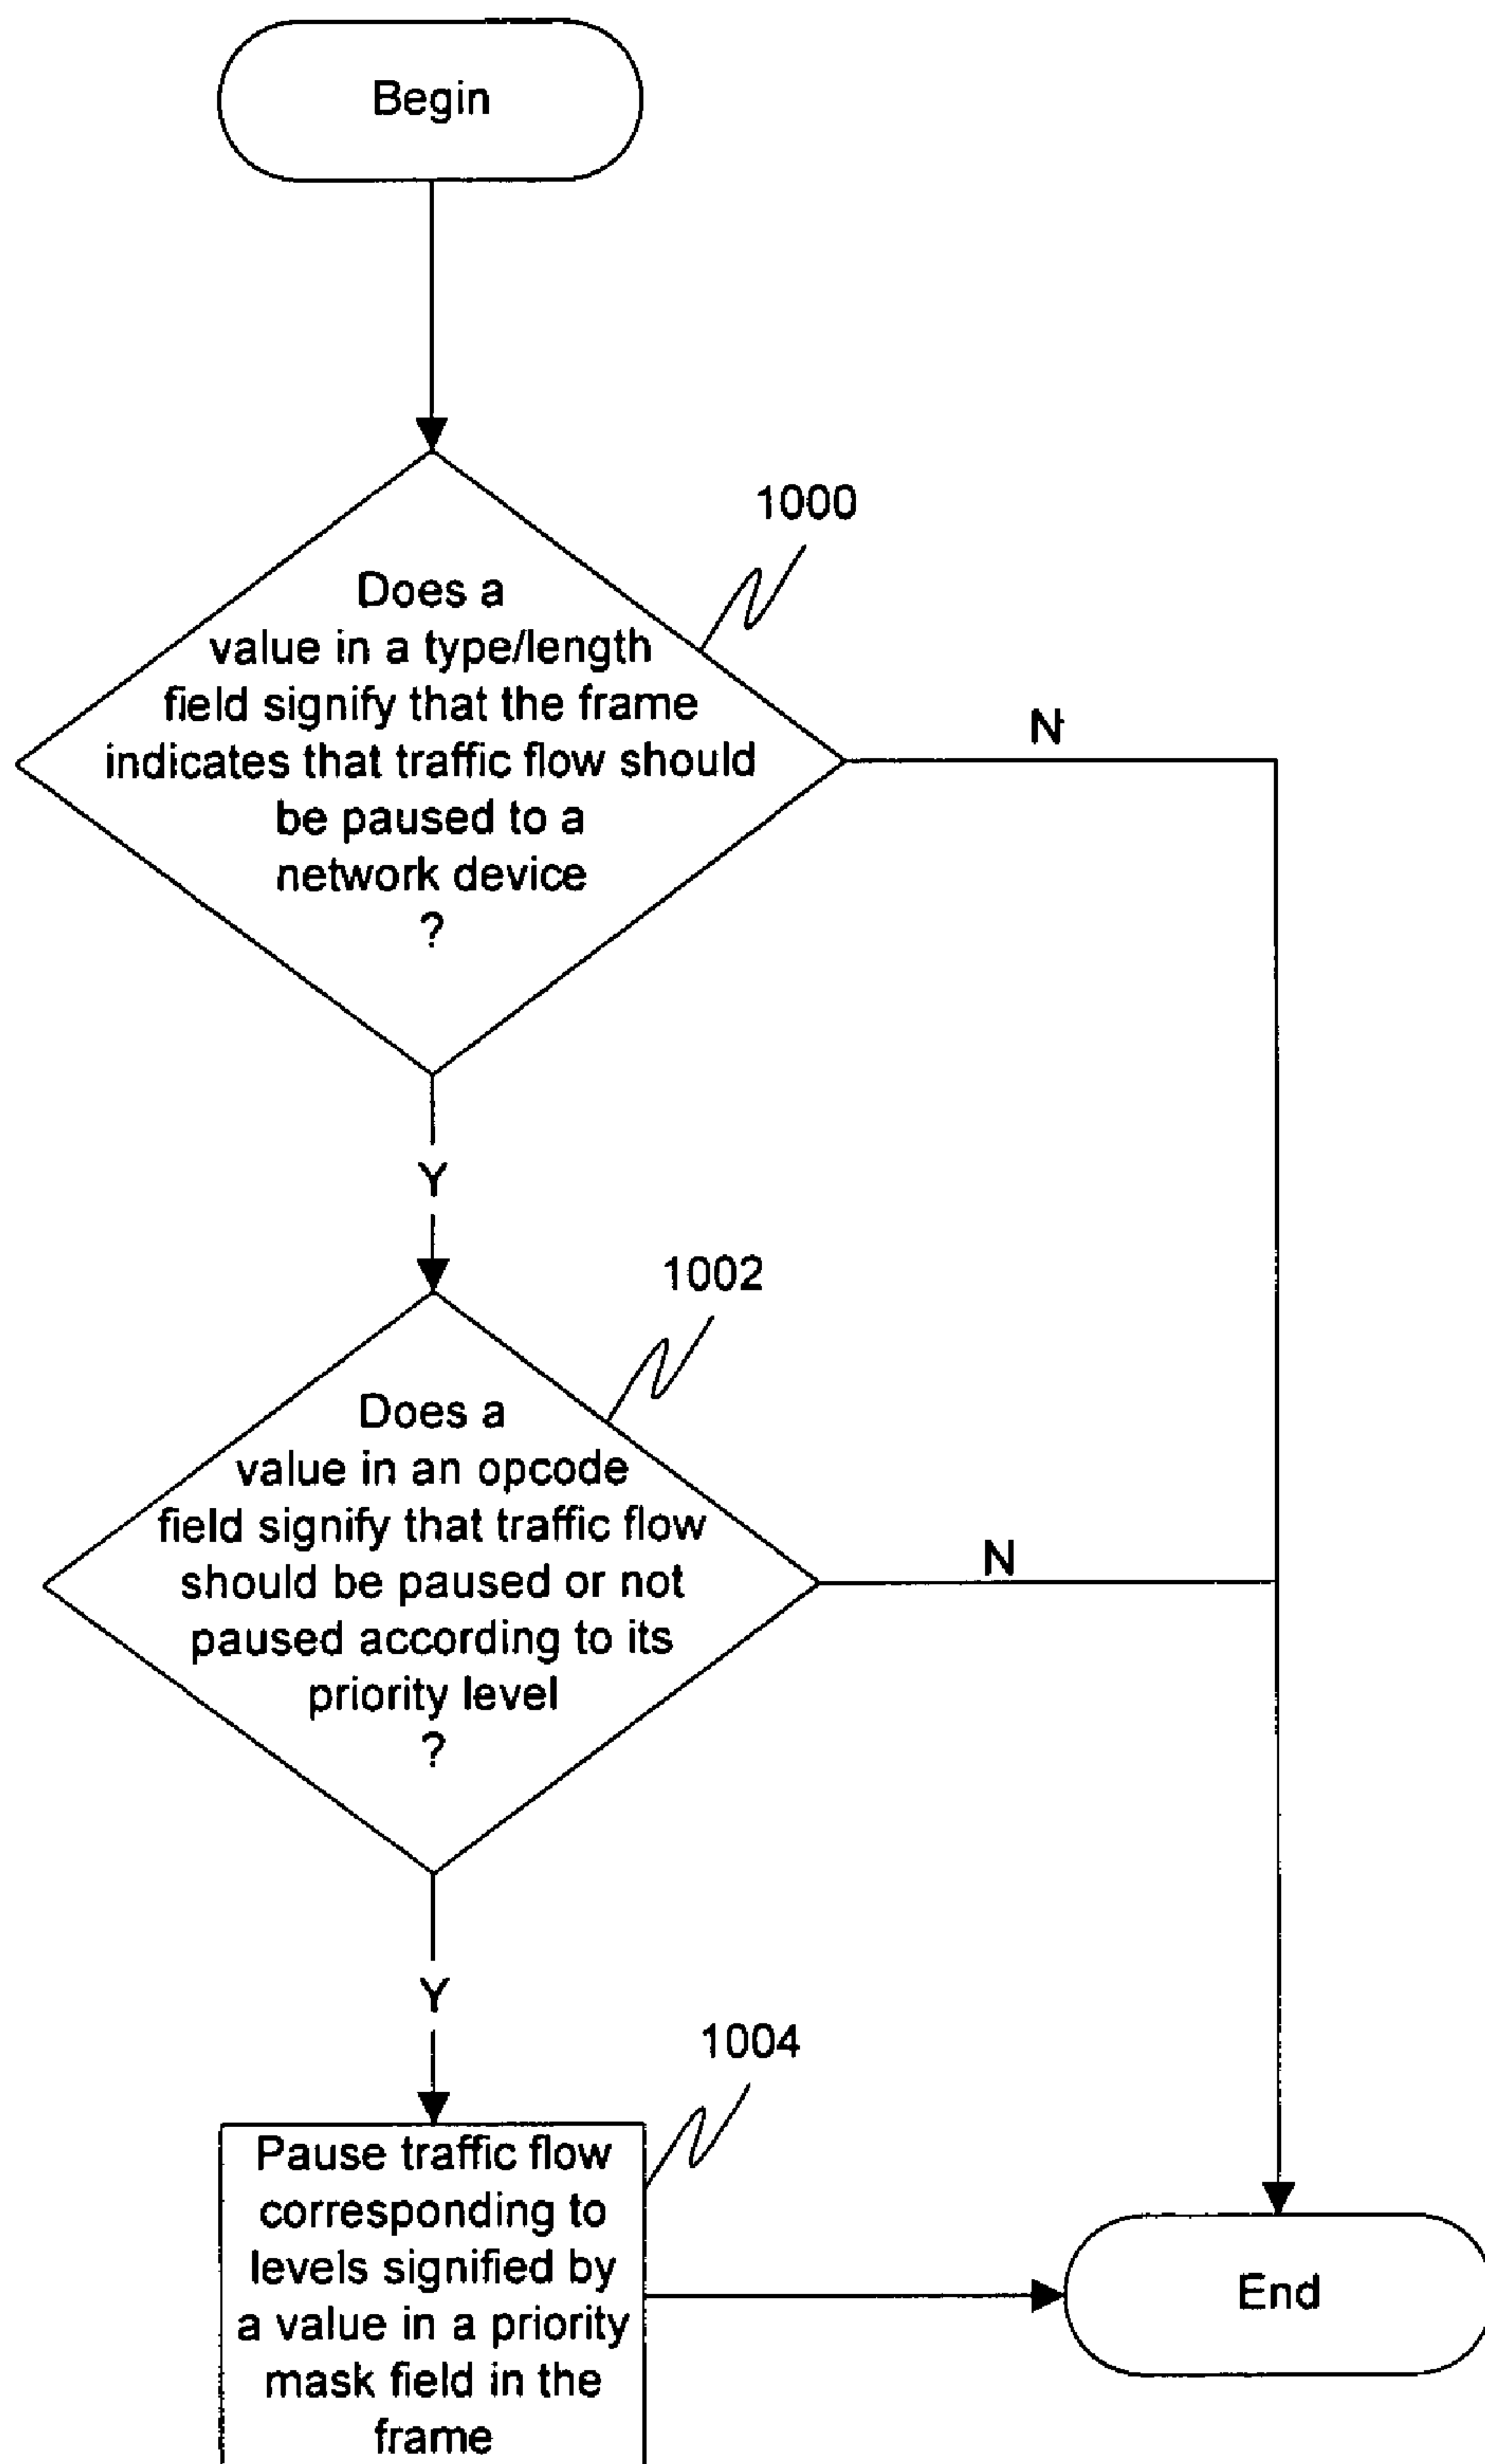 Begin
1000
Does a
value in a type/length
field signify that the frame
indicates that traffic flow should
be paused to a
network device
?
N
Y
1002
Does a
value in an opcode
field signify that traffic flow
should be paused or not
paused according to its
priority level
?
N
Y
1004
Pause traffic flow
corresponding to
levels signified by
a value in a priority
mask field in the
frame
End